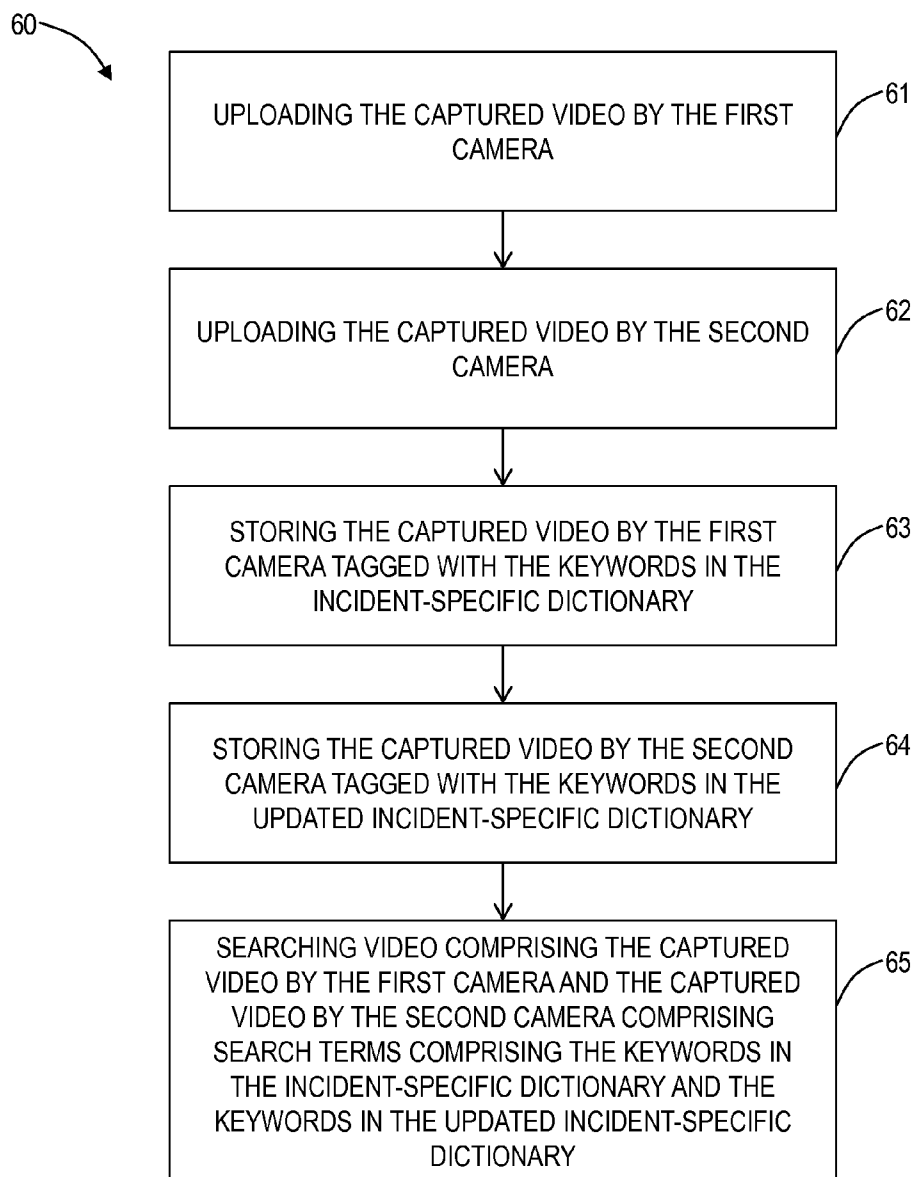 60
UPLOADING THE CAPTURED VIDEO BY THE FIRST
CAMERA
61
UPLOADING THE CAPTURED VIDEO BY THE SECOND
CAMERA
62
STORING THE CAPTURED VIDEO BY THE FIRST
CAMERA TAGGED WITH THE KEYWORDS IN THE
INCIDENT-SPECIFIC DICTIONARY
63
STORING THE CAPTURED VIDEO BY THE SECOND
CAMERA TAGGED WITH THE KEYWORDS IN THE
UPDATED INCIDENT-SPECIFIC DICTIONARY
64
SEARCHING VIDEO COMPRISING THE CAPTURED
VIDEO BY THE FIRST CAMERA AND THE CAPTURED
VIDEO BY THE SECOND CAMERA COMPRISING
SEARCH TERMS COMPRISING THE KEYWORDS IN
THE INCIDENT-SPECIFIC DICTIONARY AND THE
KEYWORDS IN THE UPDATED INCIDENT-SPECIFIC
DICTIONARY
65